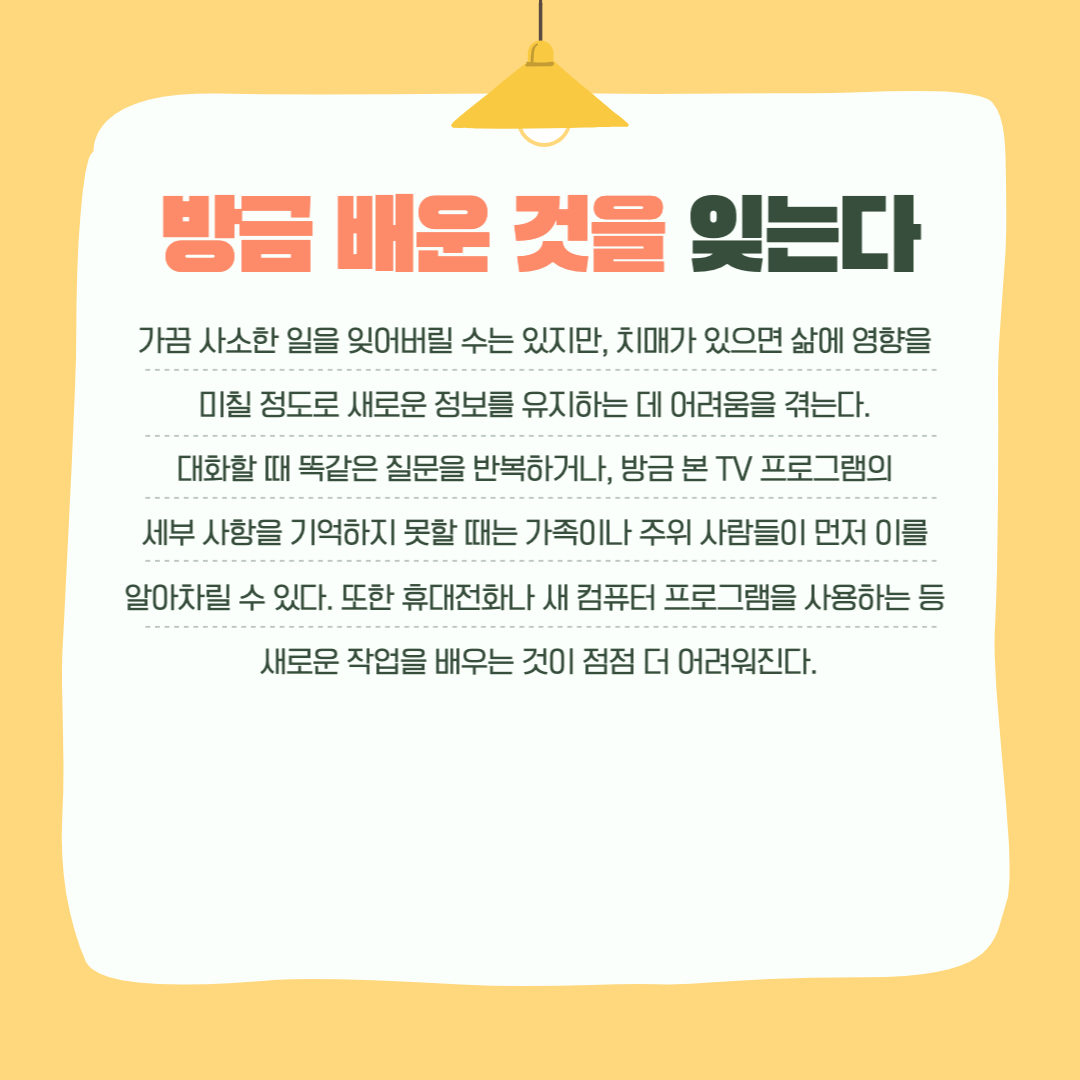 방금 배운 것을 잊는다
가끔 사소한 일을 잊어버릴 수는 있지만, 치매가 있으면 삶에 영향을
미칠 정도로 새로운 정보를 유지하는 데 어려움을 겪는다.
대화할 때 똑같은 질문을 반복하거나, 방금 본 TV 프로그램의
세부 사항을 기억하지 못할 때는 가족이나 주위 사람들이 먼저 이를
알아차릴 수 있다. 또한 휴대전화나 새 컴퓨터 프로그램을 사용하는 등
새로운 작업을 배우는 것이 점점 더 어려워진다.